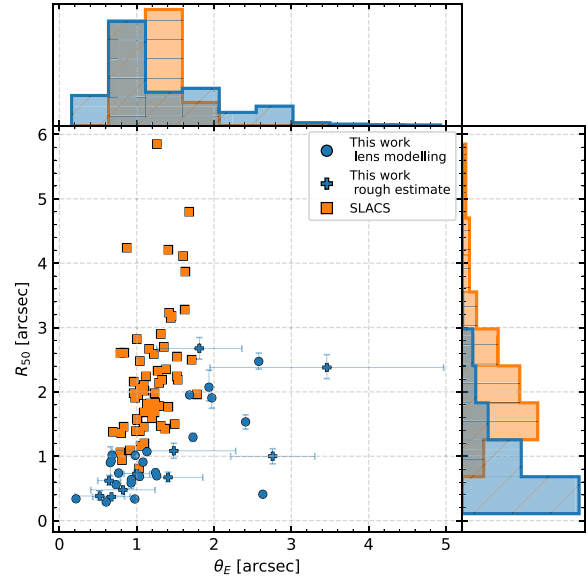 6
5
4
3
2
1
0
R50 [arcsec]
This work
lens modelling
This work
rough estimate
SLACS
0 1 2 3 4 5
θE [arcsec]